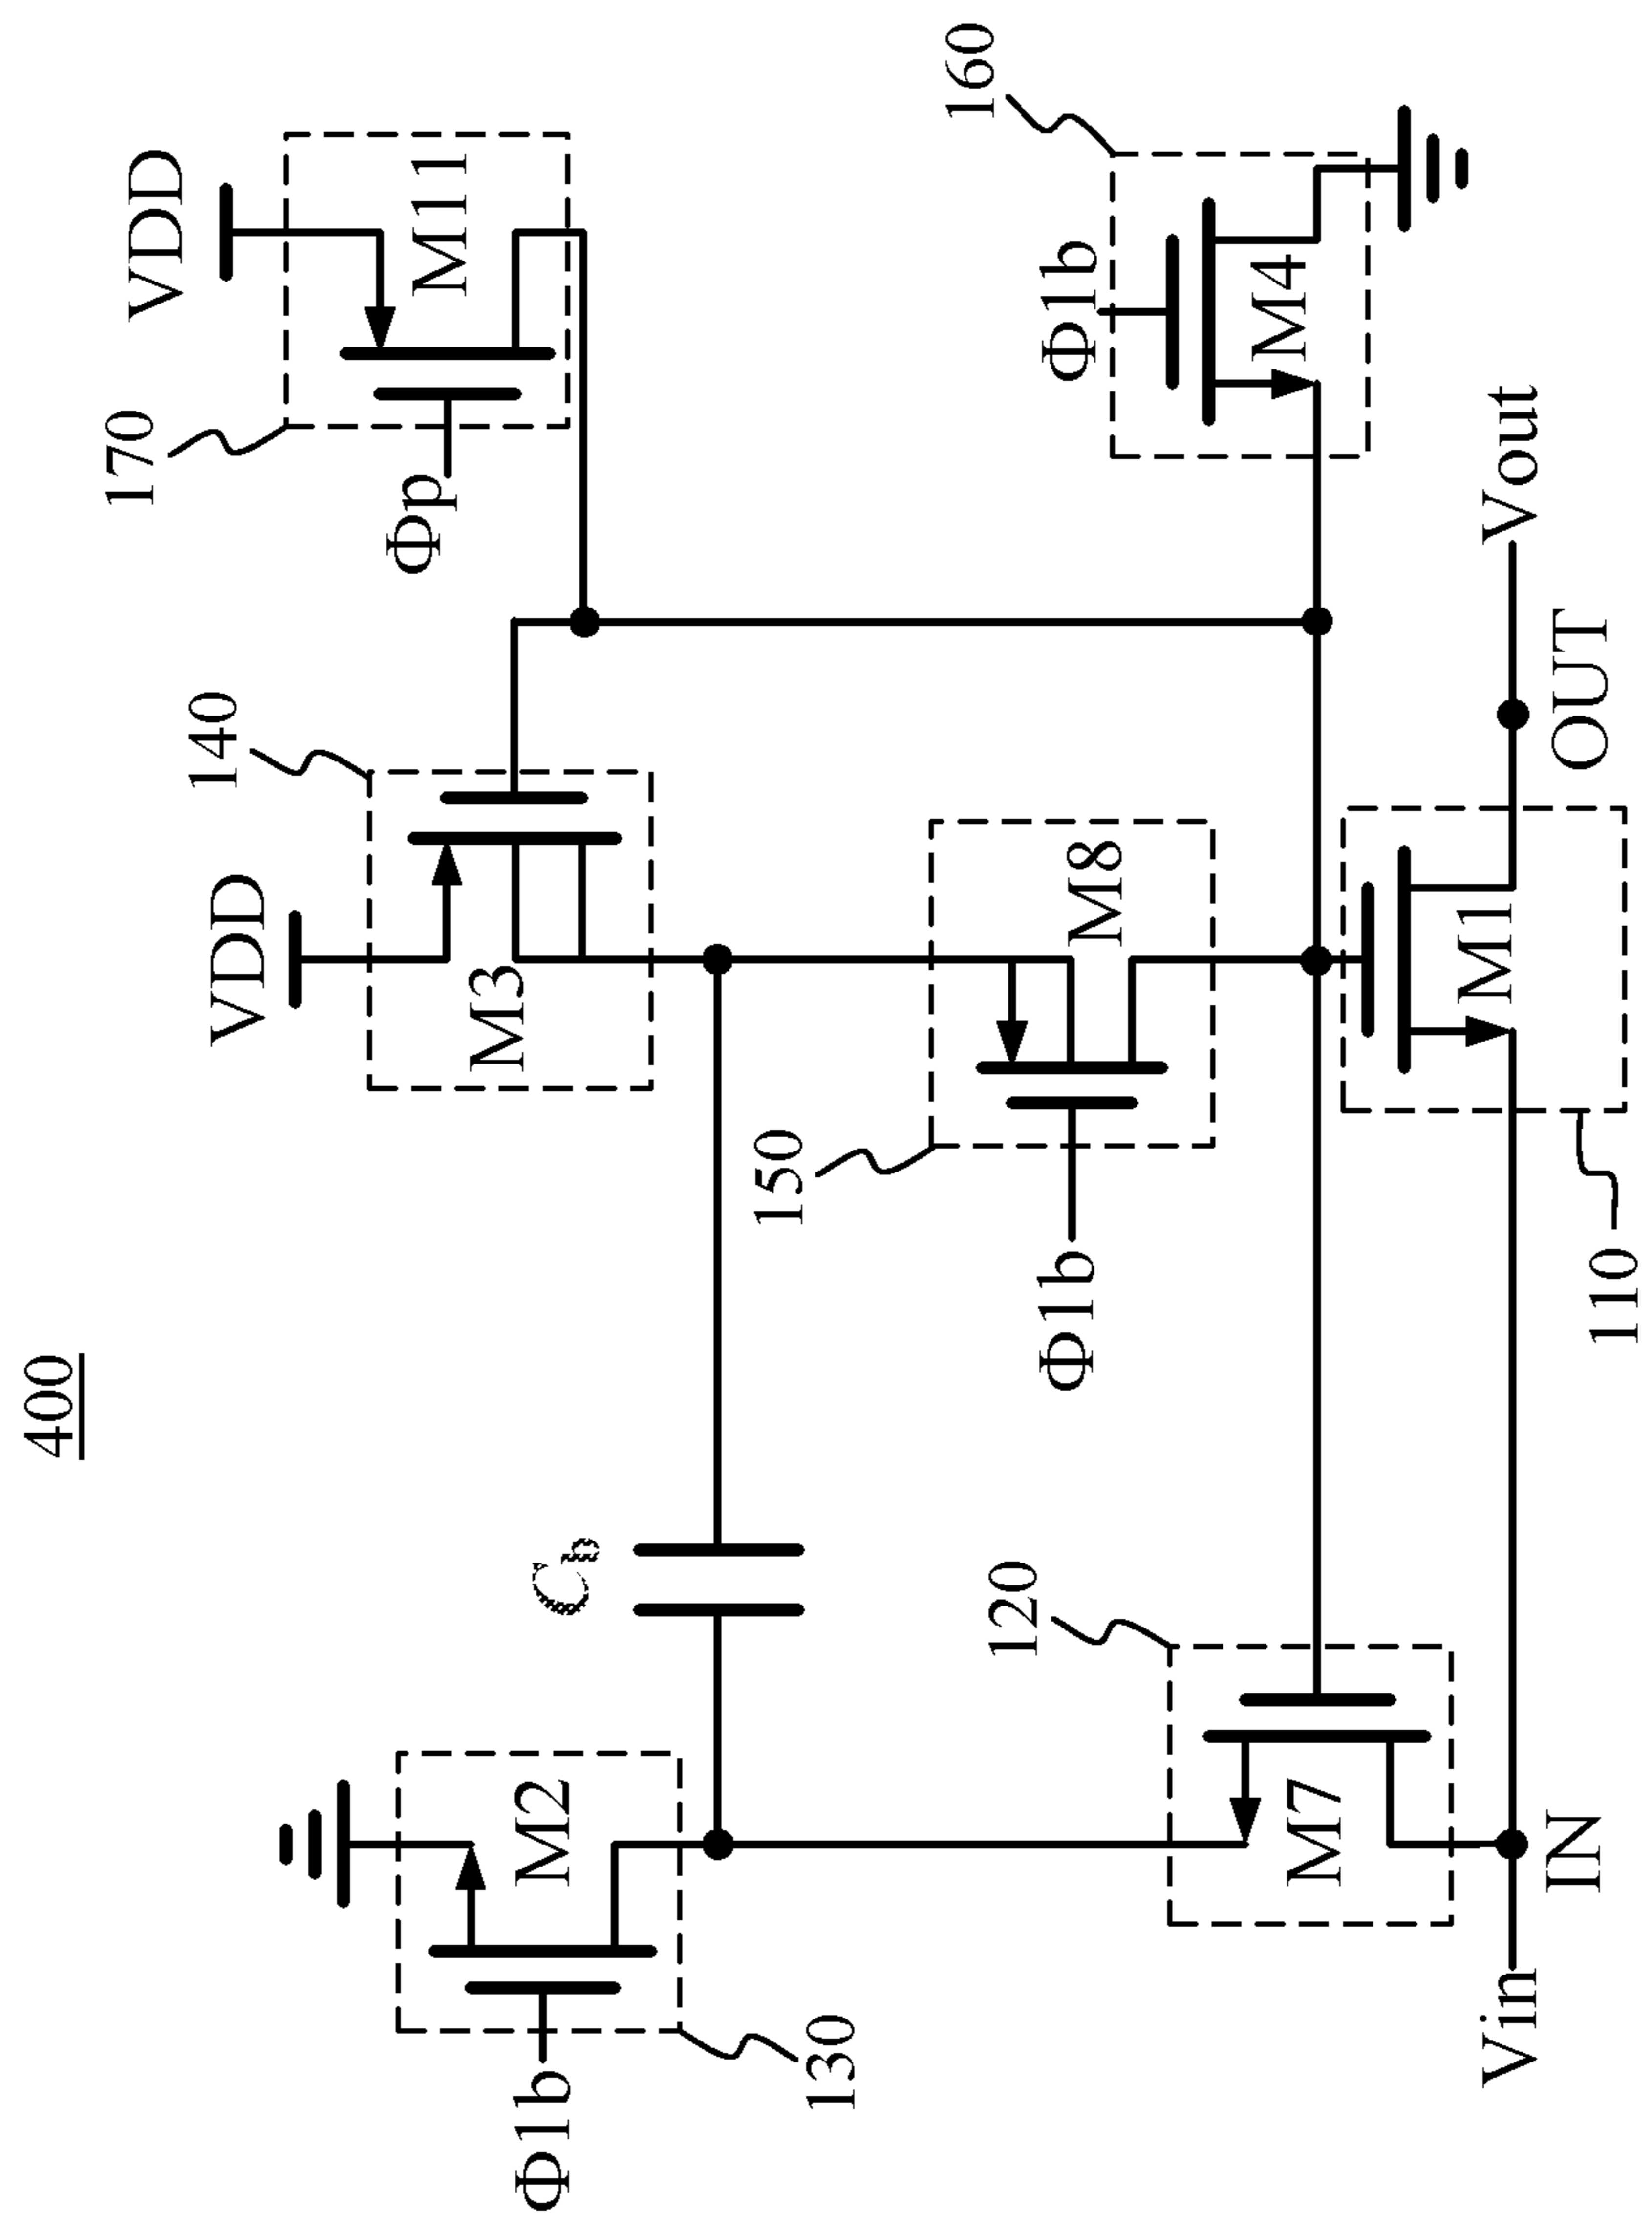 400
VDD
VDD
170
M11
Φp
140
M3
M2
Φ1b
130
Cb
160
Φ1b
M4
150
M8
Φ1b
120
M7
M1
Vin
IN
110
OUT
Vout